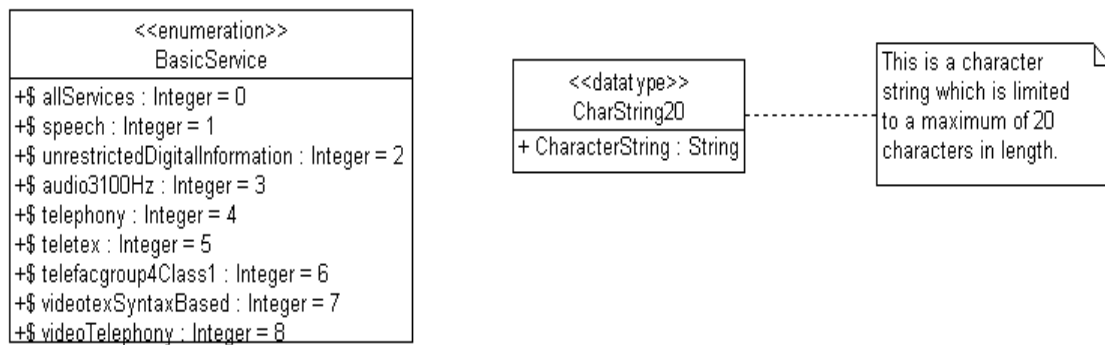 <<enumeration>>
BasicService
+$ allServices : Integer = 0
+$ speech : Integer = 1
+$ unrestrictedDigitalInformation : Integer = 2
+$ audio3100Hz : Integer = 3
+$ telephony : Integer = 4
+$ teletex : Integer = 5
+$ telefacgroup4Class1 : Integer = 6
+$ videotexSyntaxBased : Integer = 7
+$ videoTelephony : Integer = 8
<<datatype>>
CharString20
+ CharacterString : String
This is a character
string which is limited
to a maximum of 20
characters in length.